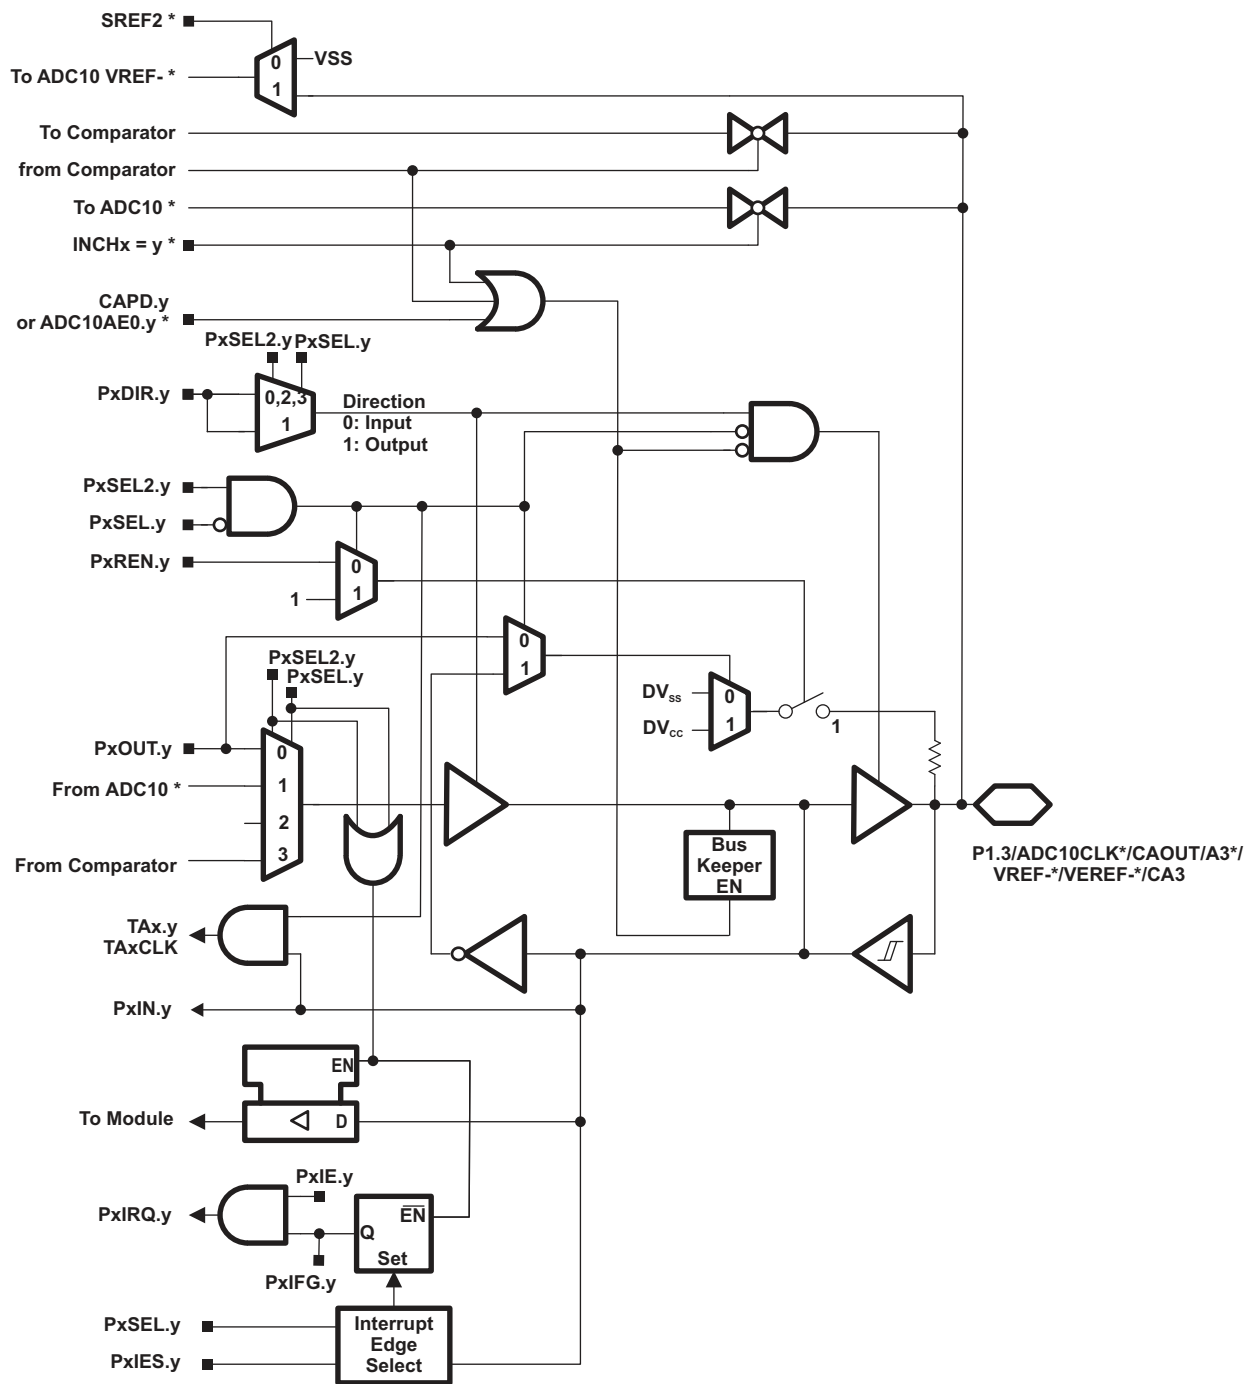 SREF2 *
VSS
0
To ADC10 VREF- *
1
To Comparator
from Comparator
To ADC10 *
INCHx = y *
CAPD.y
or ADC10AE0.y *
PxSEL2.y PxSEL.y
PxDIR.y
0,2,3
1
Direction
0: Input
1: Output
PxSEL2.y
PxSEL.y
PxREN.y
0
1
1
0
1
PxSEL2.y
PxSEL.y
DVSS
0
DVCC
1
1
PxOUT.y
0
From ADC10 *
1
2
3
From Comparator
Bus
Keeper
EN
P1.3/ADC10CLK*/CAOUT/A3*/
VREF-*/VEREF-*/CA3
TAx.y
TAxCLK
PxIN.y
EN
To Module
D
PxIE.y
PxIRQ.y
EN
Q
Set
PxIFG.y
PxSEL.y
PxIES.y
Interrupt
Edge
Select